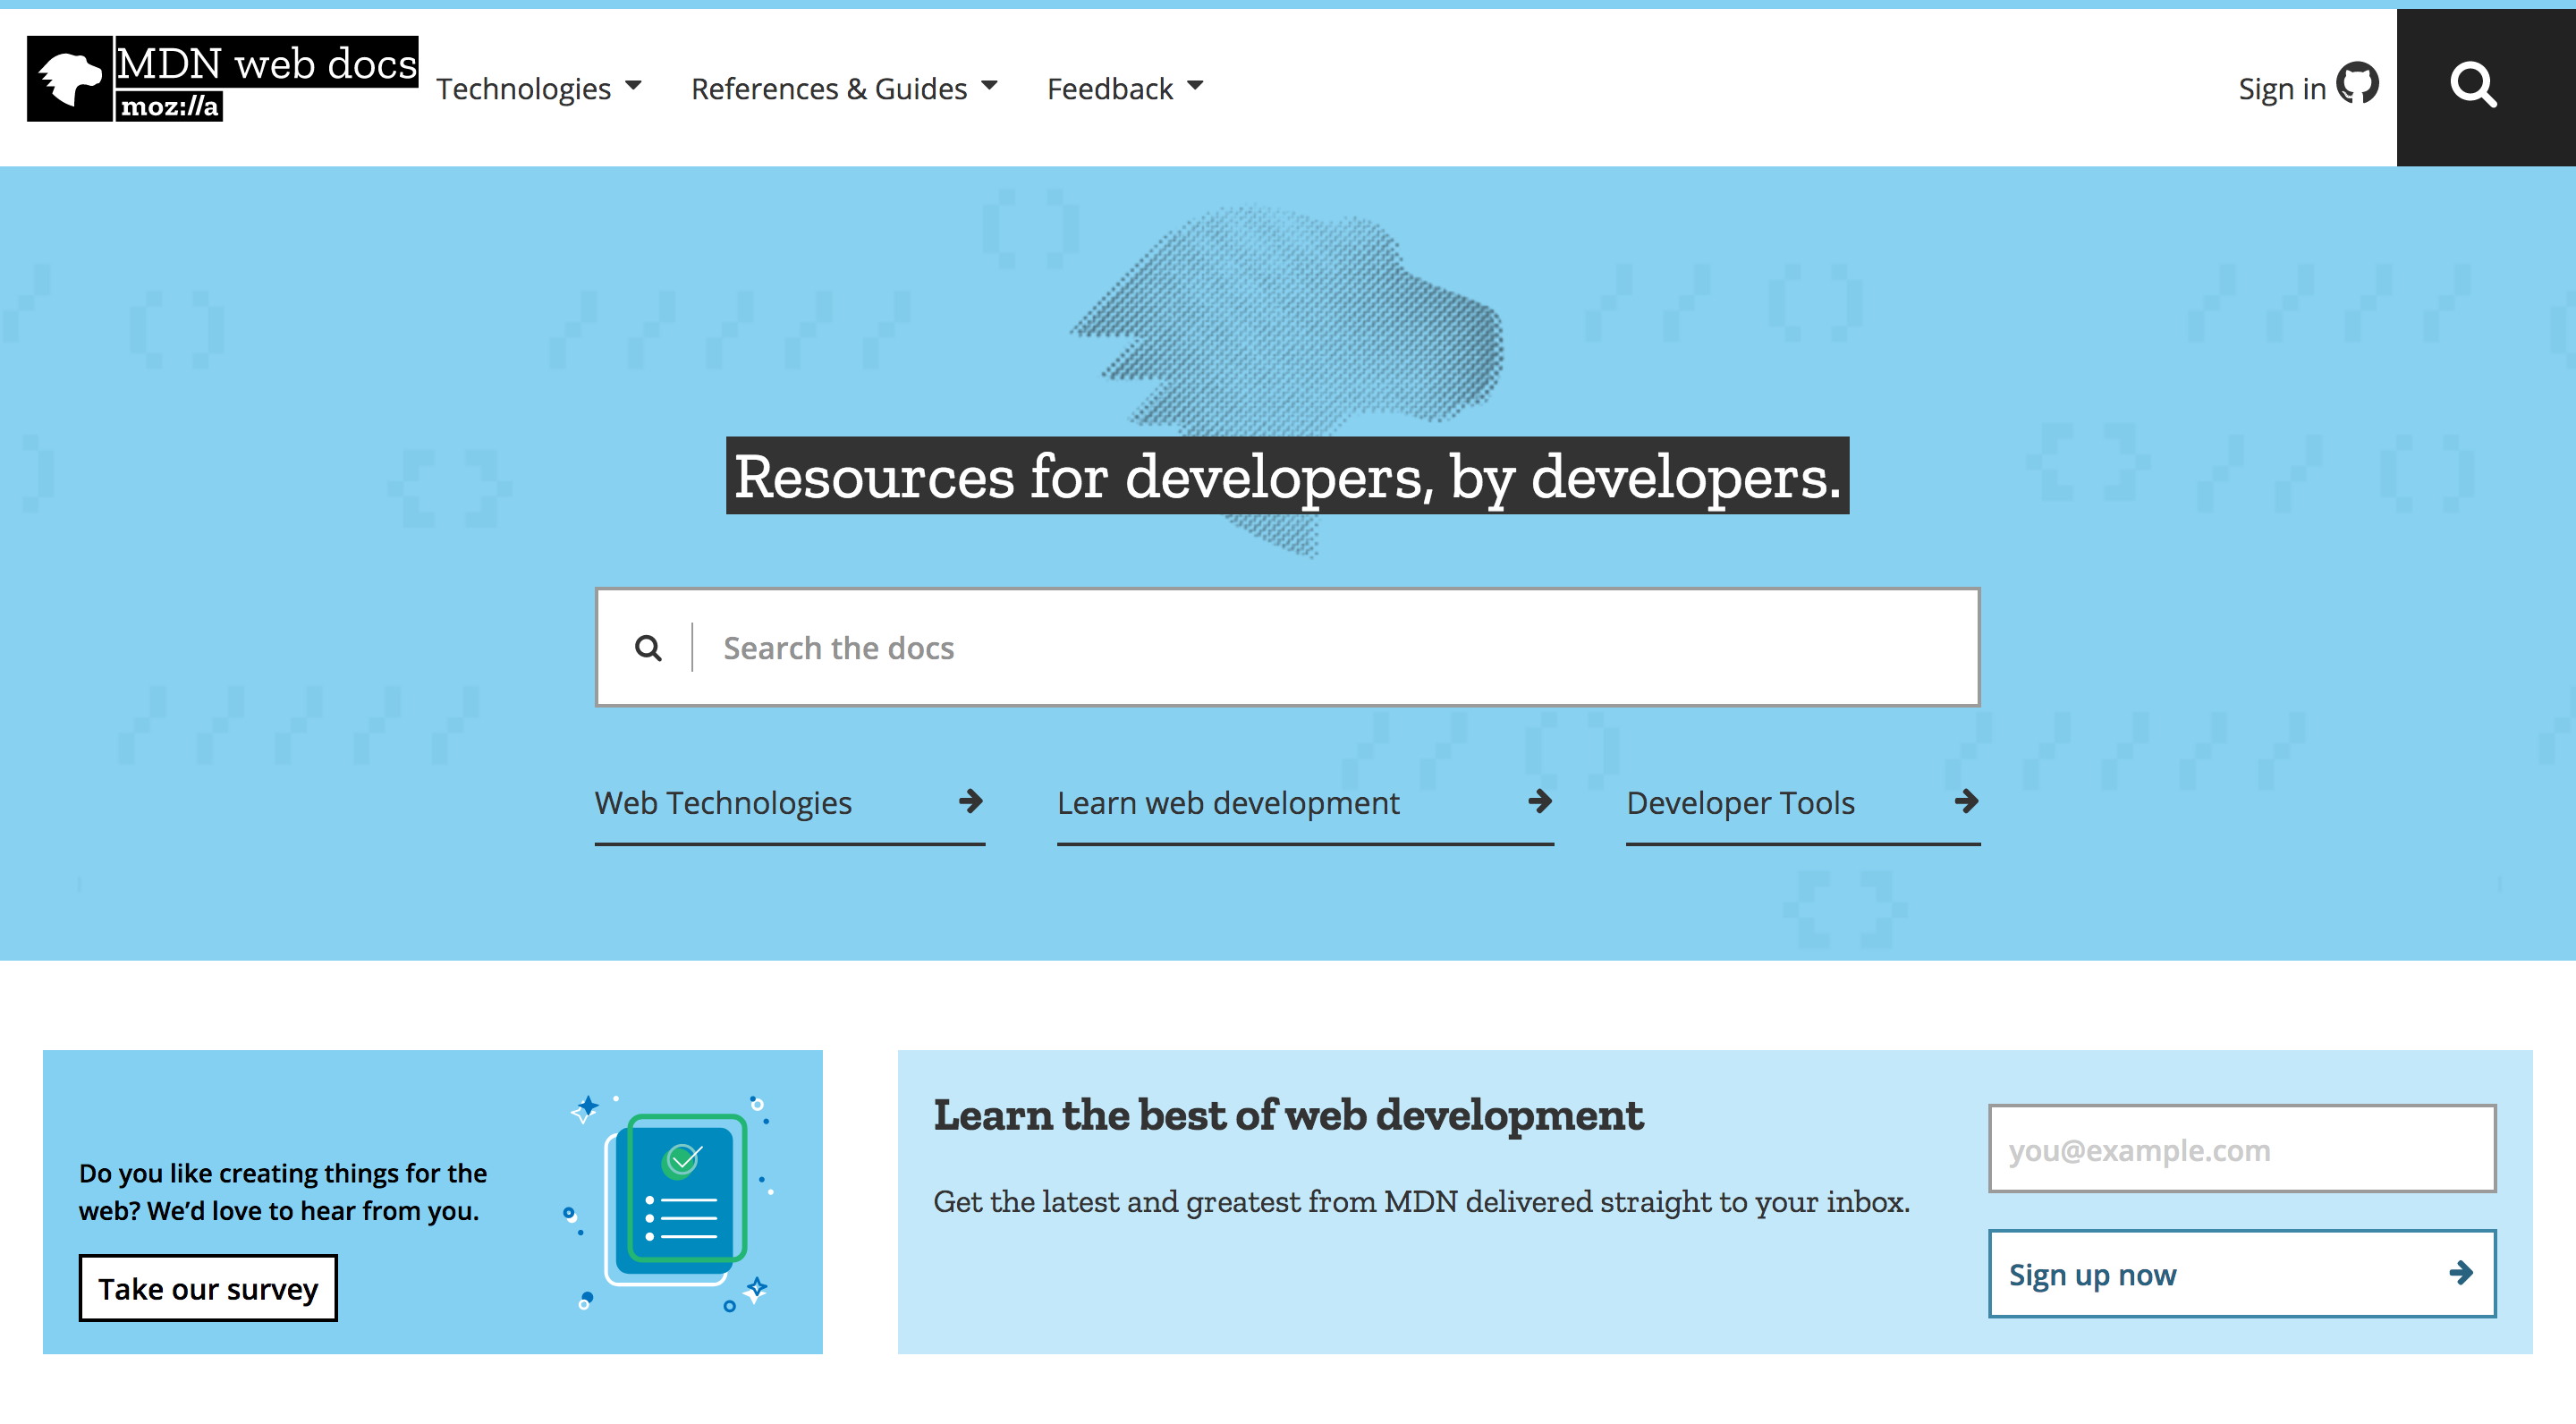 MDN web docs
moz://a
Technologies
References & Guides
Feedback
Sign in
Resources for developers, by developers.
Search the docs
Web Technologies
Learn web development
Developer Tools
Do you like creating things for the
web? We’d love to hear from you.
Take our survey
Learn the best of web development
Get the latest and greatest from MDN delivered straight to your inbox.
you@example.com
Sign up now